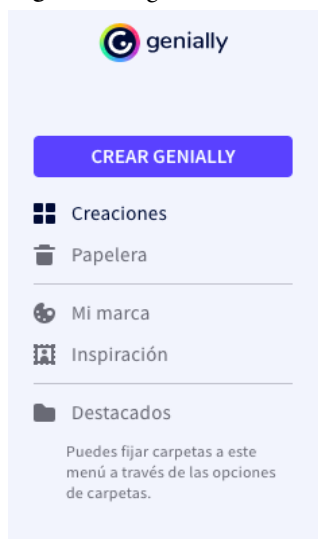 genially
CREAR GENIALLY
Creaciones
Papelera
Mi marca
Inspiración
Destacados
Puedes fijar carpetas a este
menú a través de las opciones
de carpetas.